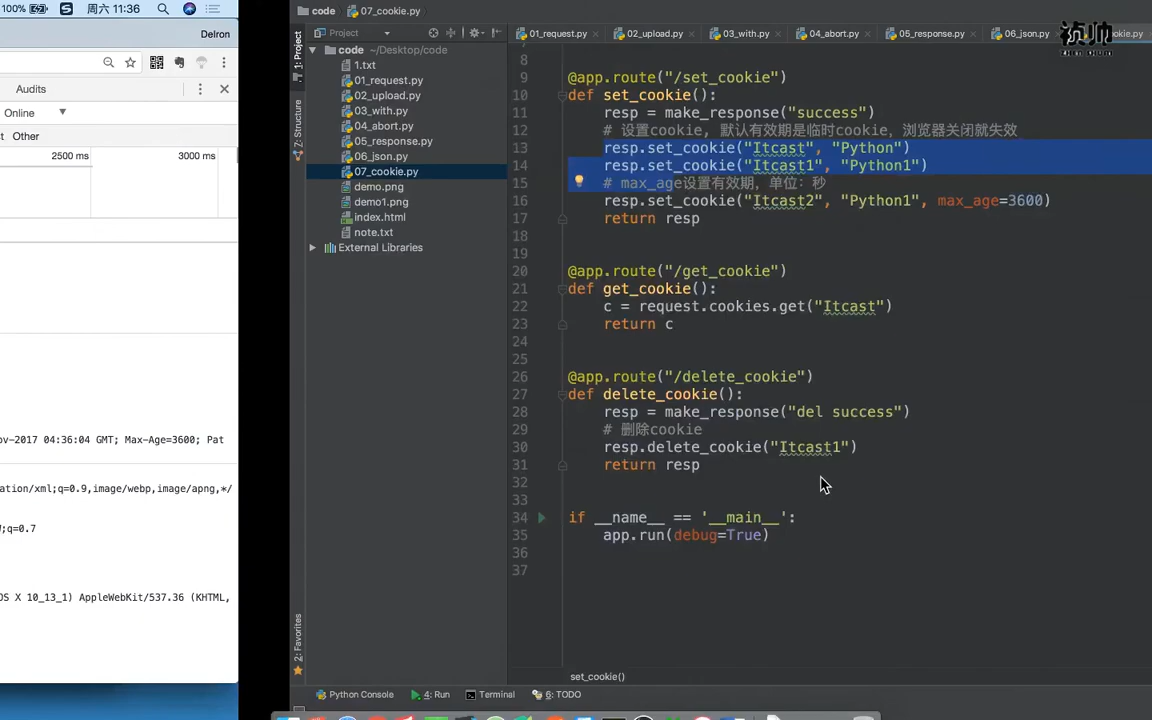 100%
周六 11:36
Delron
Audits
Online
Other
2500 ms
3000 ms
ov-2017 04:36:04 GMT; Max-Age=3600; Pat
ation/xml;q=0.9,image/webp,image/apng,*/
;q=0.7
OS X 10_13_1) AppleWebKit/537.36 (KHTML,
code
07_cookie.py
Project
01_request.py
02_upload.py
03_with.py
04_abort.py
05_response.py
06_json.py
okie.py
祯帅
1: Project
Z: Structure
2: Favorites
code ~/Desktop/code
1.txt
01_request.py
02_upload.py
03_with.py
04_abort.py
05_response.py
06_json.py
07_cookie.py
demo.png
demo1.png
index.html
note.txt
External Libraries
8
9 @app.route("/set_cookie")
10 def set_cookie():
11 resp = make_response("success")
12 # 设置cookie, 默认有效期是临时cookie, 浏览器关闭就失效
13 resp.set_cookie("Itcast", "Python")
14 resp.set_cookie("Itcast1", "Python1")
15 # max_age设置有效期, 单位: 秒
16 resp.set_cookie("Itcast2", "Python1", max_age=3600)
17 return resp
18
19
20 @app.route("/get_cookie")
21 def get_cookie():
22 c = request.cookies.get("Itcast")
23 return c
24
25
26 @app.route("/delete_cookie")
27 def delete_cookie():
28 resp = make_response("del success")
29 # 删除cookie
30 resp.delete_cookie("Itcast1")
31 return resp
32
33
34 if __name__ == '__main__':
35 app.run(debug=True)
36
37
set_cookie()
Python Console
4: Run
Terminal
6: TODO